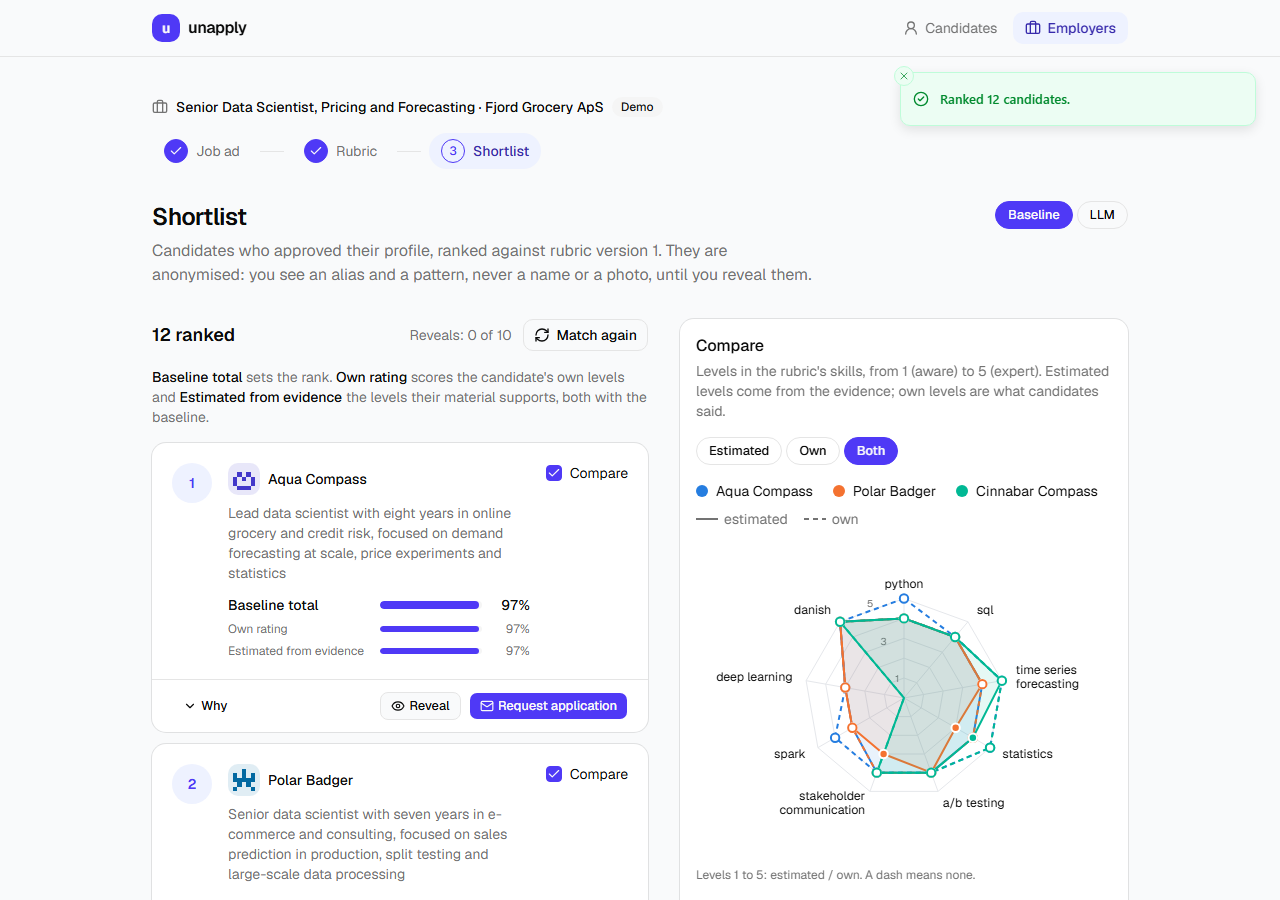 u unapply
Candidates
Employers
Ranked 12 candidates.
Senior Data Scientist, Pricing and Forecasting · Fjord Grocery ApS Demo
Job ad
Rubric
3 Shortlist
Shortlist
Baseline LLM
Candidates who approved their profile, ranked against rubric version 1. They are
anonymised: you see an alias and a pattern, never a name or a photo, until you reveal them.
12 ranked
Reveals: 0 of 10
Match again
Baseline total sets the rank. Own rating scores the candidate's own levels
and Estimated from evidence the levels their material supports, both with the
baseline.
1
Aqua Compass
Compare
Lead data scientist with eight years in online
grocery and credit risk, focused on demand
forecasting at scale, price experiments and
statistics
Baseline total 97%
Own rating 97%
Estimated from evidence 97%
Why
Reveal
Request application
2
Polar Badger
Compare
Senior data scientist with seven years in e-
commerce and consulting, focused on sales
prediction in production, split testing and
large-scale data processing
Compare
Levels in the rubric's skills, from 1 (aware) to 5 (expert). Estimated
levels come from the evidence; own levels are what candidates
said.
Estimated Own Both
Aqua Compass Polar Badger Cinnabar Compass
estimated own
python
sql
time series
forecasting
statistics
a/b testing
stakeholder
communication
spark
deep learning
danish
5
3
1
Levels 1 to 5: estimated / own. A dash means none.